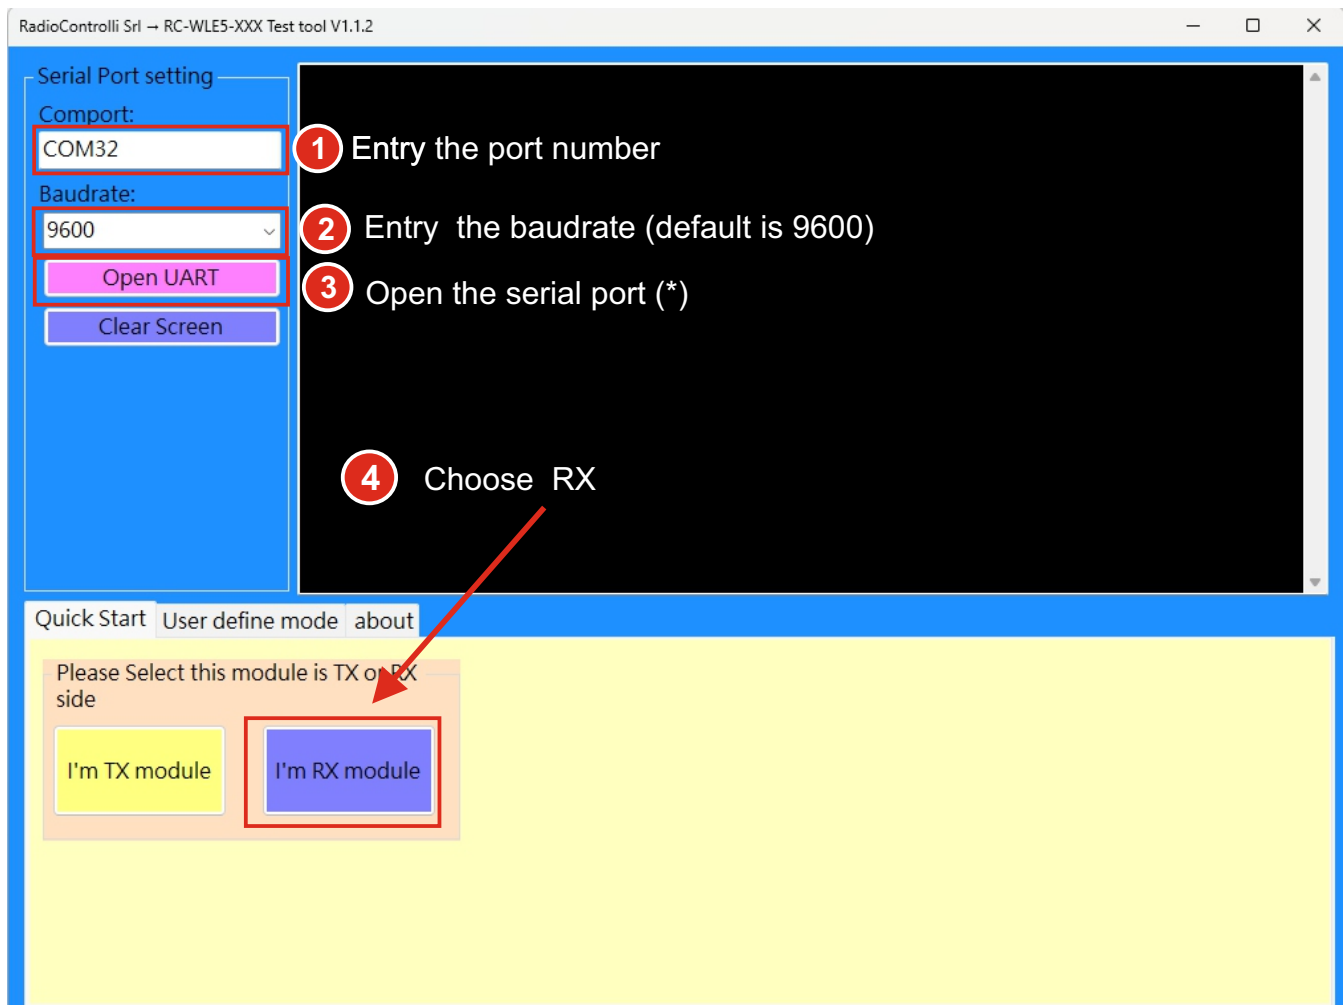 RadioControlli Srl → RC-WLE5-XXX Test tool V1.1.2
Serial Port setting
Comport:
COM32
1 Entry the port number
Baudrate:
9600
2 Entry the baudrate (default is 9600)
Open UART
3 Open the serial port (*)
Clear Screen
4 Choose RX
Quick Start User define mode about
Please Select this module is TX or RX
side
I'm TX module
I'm RX module